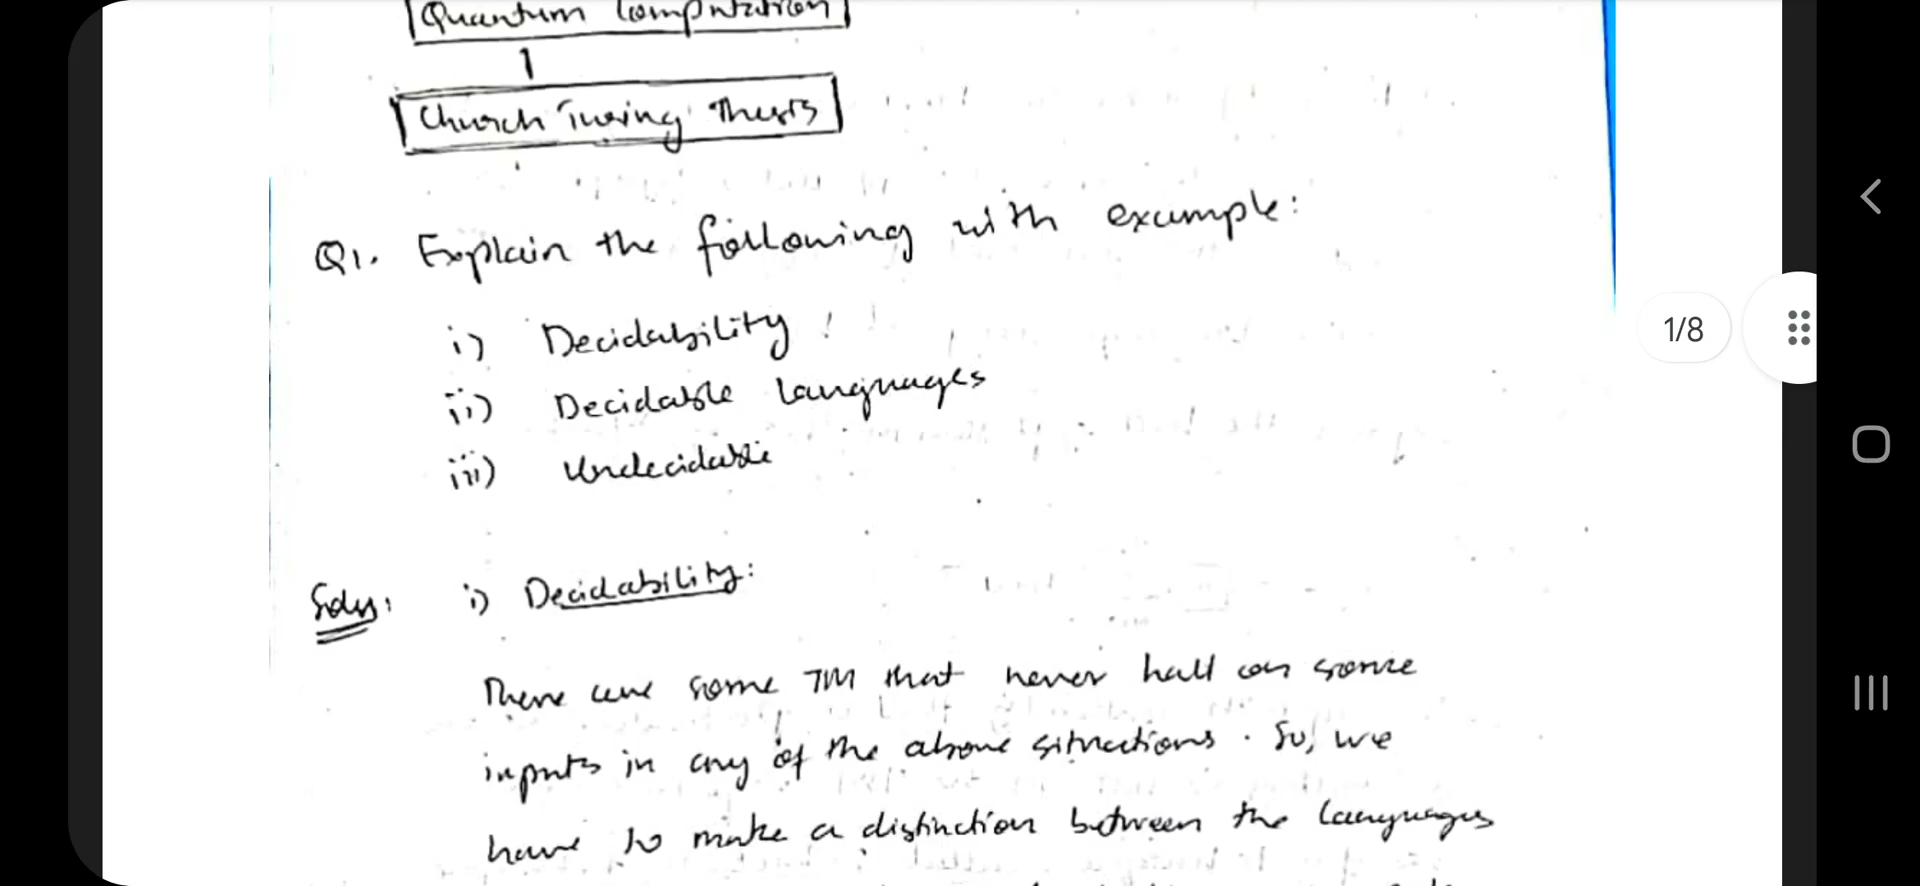 Quantum Computation
Church Turing Thesis
Q1. Explain the following with example:
i) Decidability
ii) Decidable languages
iii) Undecidable
Soln: i) Decidability:
There are some TM that never halt on some
inputs in any of the above situations. So, we
have to make a distinction between the languages
1/8